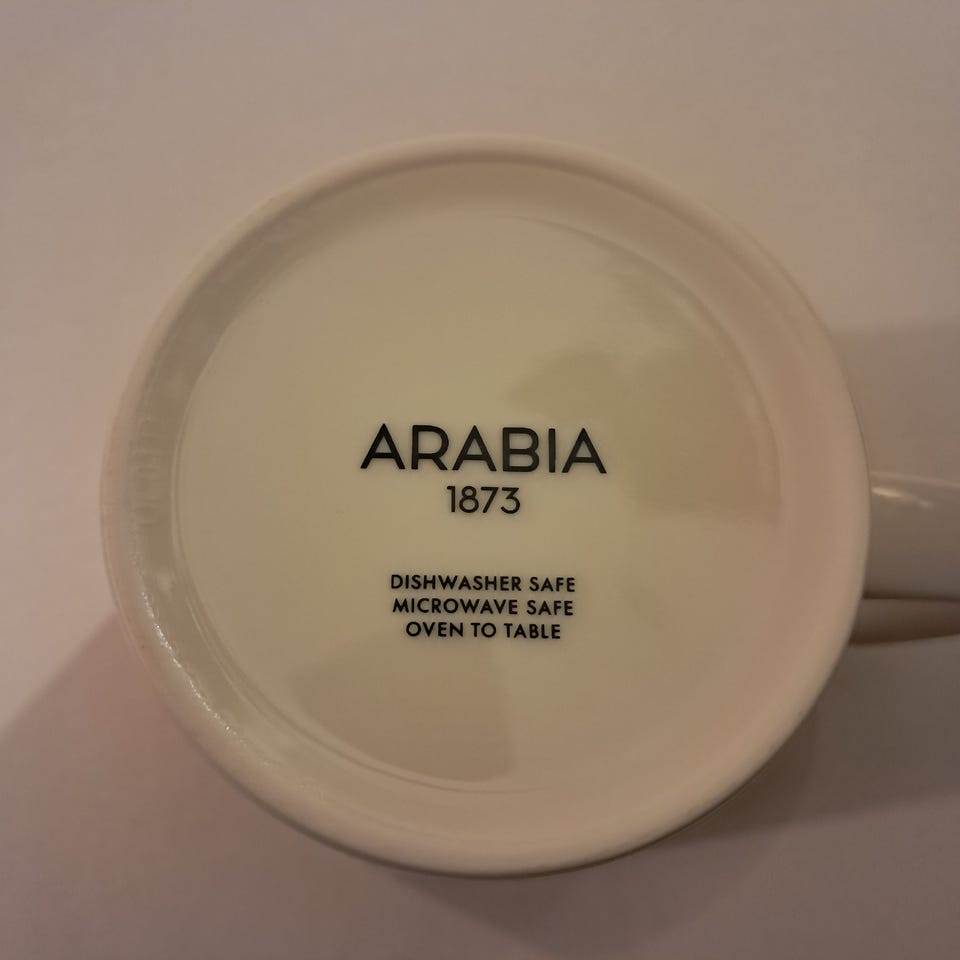 ARABIA
1873
DISHWASHER SAFE
MICROWAVE SAFE
OVEN TO TABLE